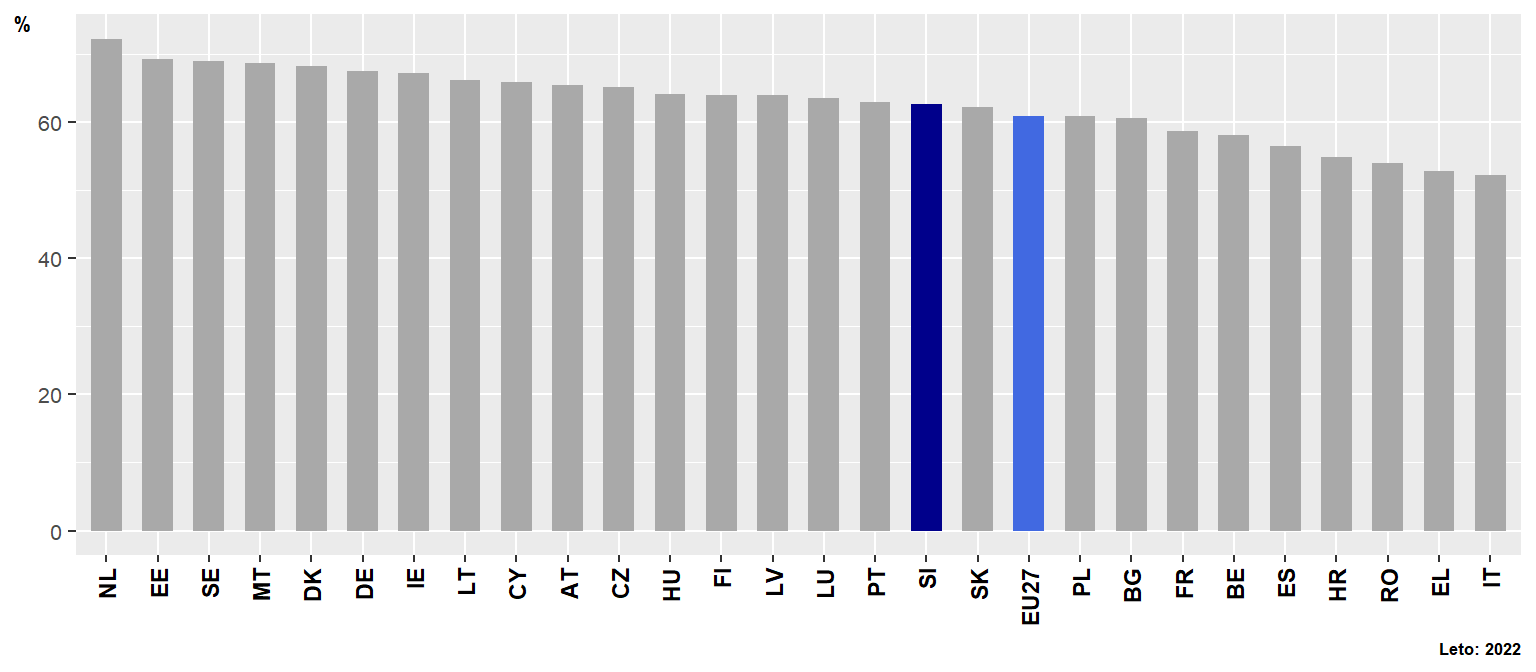 %
60
40
20
0
NL EE SE MT DK DE IE LT CY AT CZ HU FI LV LU PT SI SK EU27 PL BG FR BE ES HR RO EL IT
Leto: 2022